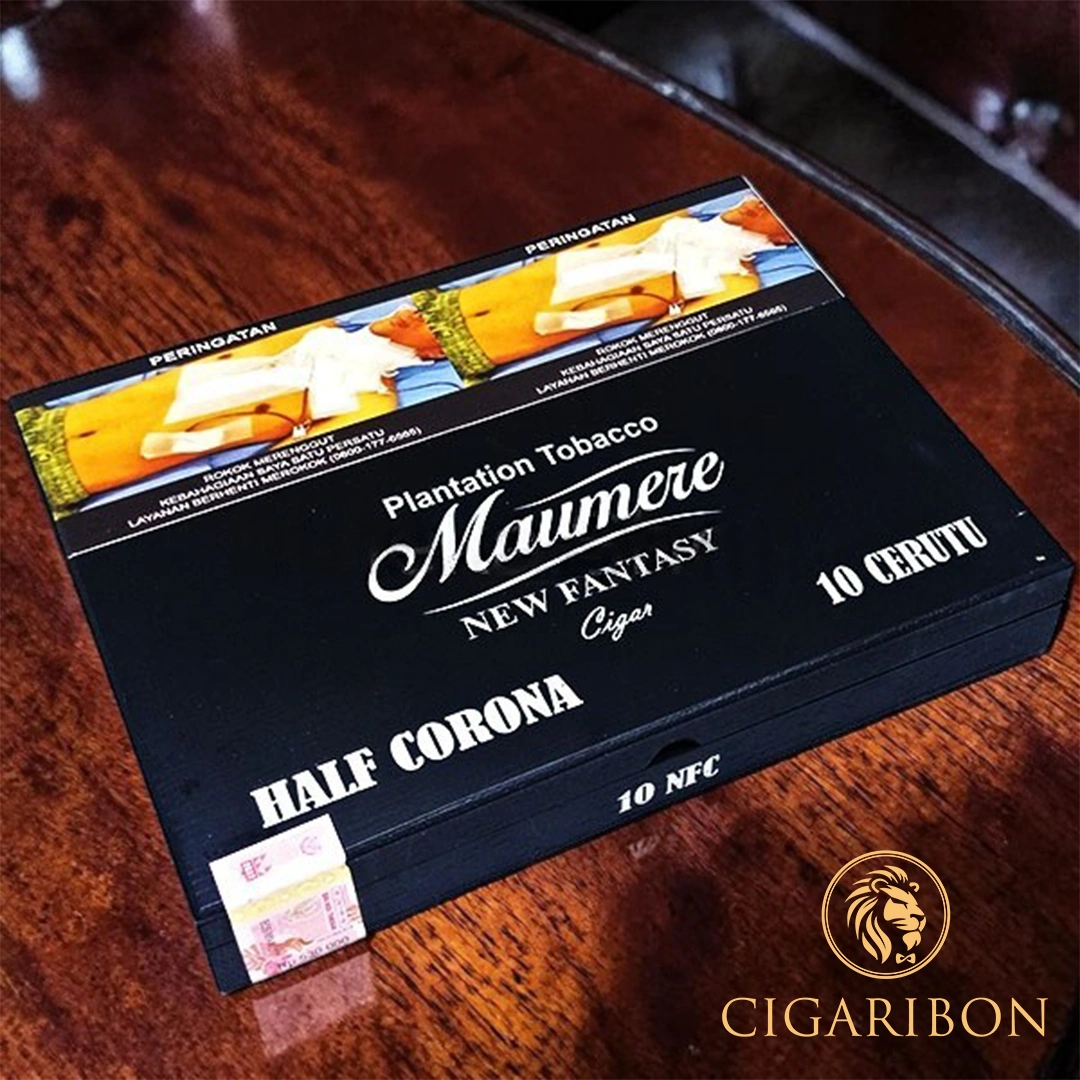 PERINGATAN
ROKOK MERENGGUT
KEBAHAGIAAN SAYA SATU PERSATU
LAYANAN BERHENTI MEROKOK (0800-177-6565)
PERINGATAN
ROKOK MERENGGUT
KEBAHAGIAAN SAYA SATU PERSATU
LAYANAN BERHENTI MEROKOK (0800-177-6565)
Plantation Tobacco
Maumere
NEW FANTASY
Cigar
10 CERUTU
HALF CORONA
10 NFC
CIGARIBON